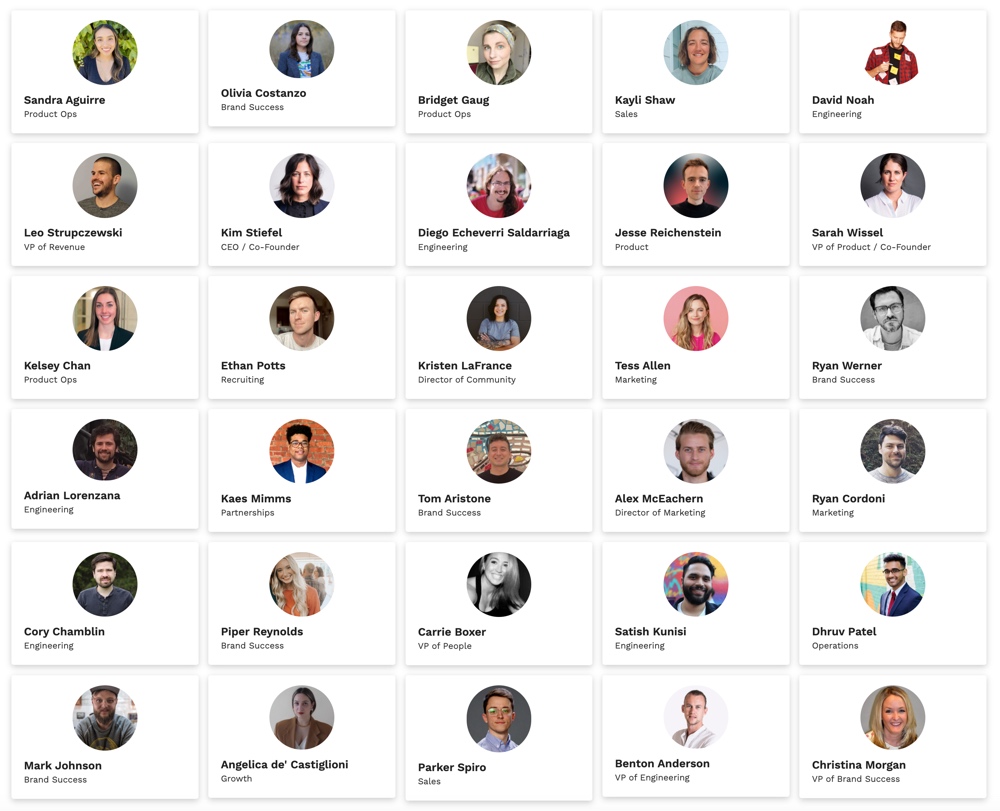 Sandra Aguirre
Product Ops
Olivia Costanzo
Brand Success
Bridget Gaug
Product Ops
Kayli Shaw
Sales
David Noah
Engineering
Leo Strupczewski
VP of Revenue
Kim Stiefel
CEO / Co-Founder
Diego Echeverri Saldarriaga
Engineering
Jesse Reichenstein
Product
Sarah Wissel
VP of Product / Co-Founder
Kelsey Chan
Product Ops
Ethan Potts
Recruiting
Kristen LaFrance
Director of Community
Tess Allen
Marketing
Ryan Werner
Brand Success
Adrian Lorenzana
Engineering
Kaes Mimms
Partnerships
Tom Aristone
Brand Success
Alex McEachern
Director of Marketing
Ryan Cordoni
Marketing
Cory Chamblin
Engineering
Piper Reynolds
Brand Success
Carrie Boxer
VP of People
Satish Kunisi
Engineering
Dhruv Patel
Operations
Mark Johnson
Brand Success
Angelica de' Castiglioni
Growth
Parker Spiro
Sales
Benton Anderson
VP of Engineering
Christina Morgan
VP of Brand Success